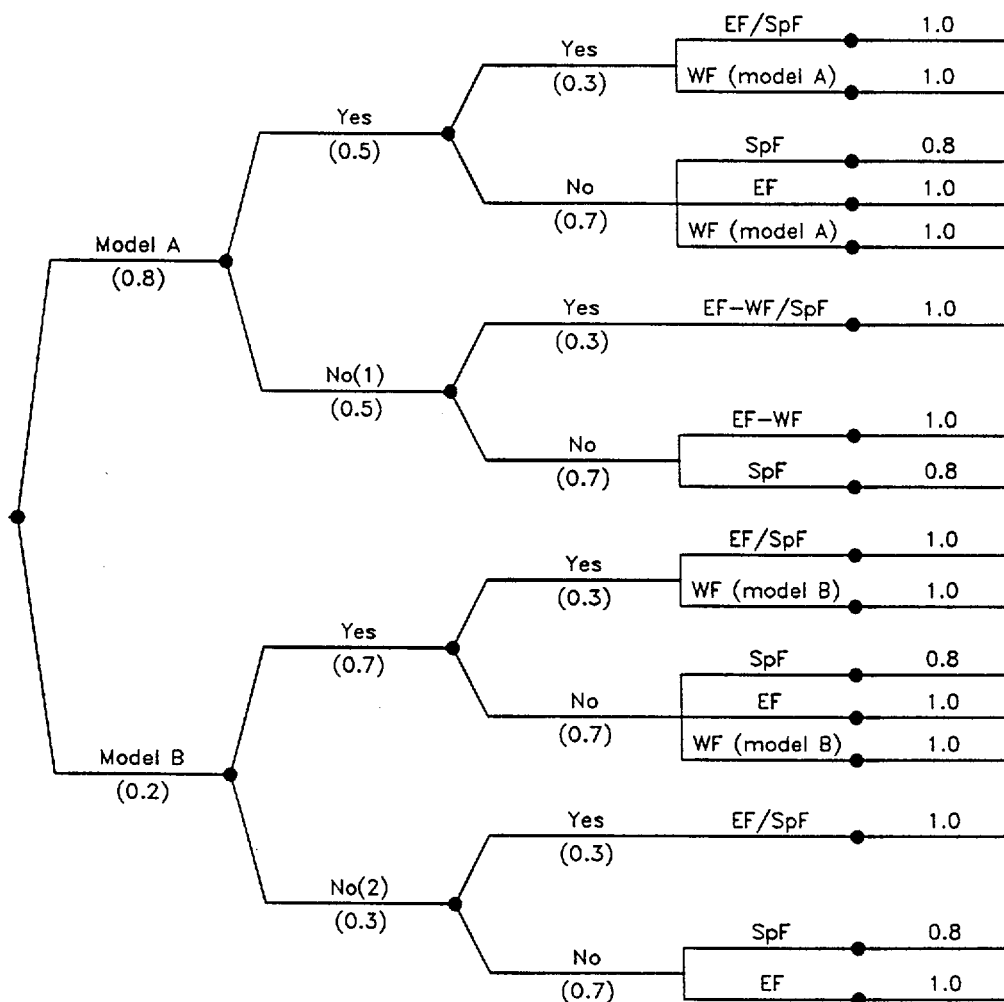 EF/SpF 1.0
Yes
(0.3)
WF (model A) 1.0
Yes
(0.5)
SpF 0.8
No
(0.7)
EF 1.0
WF (model A) 1.0
Model A
(0.8)
Yes
(0.3)
EF-WF/SpF 1.0
No(1)
(0.5)
EF-WF 1.0
No
(0.7)
SpF 0.8
EF/SpF 1.0
Yes
(0.3)
WF (model B) 1.0
Yes
(0.7)
SpF 0.8
No
(0.7)
EF 1.0
WF (model B) 1.0
Model B
(0.2)
Yes
(0.3)
EF/SpF 1.0
No(2)
(0.3)
SpF 0.8
No
(0.7)
EF 1.0